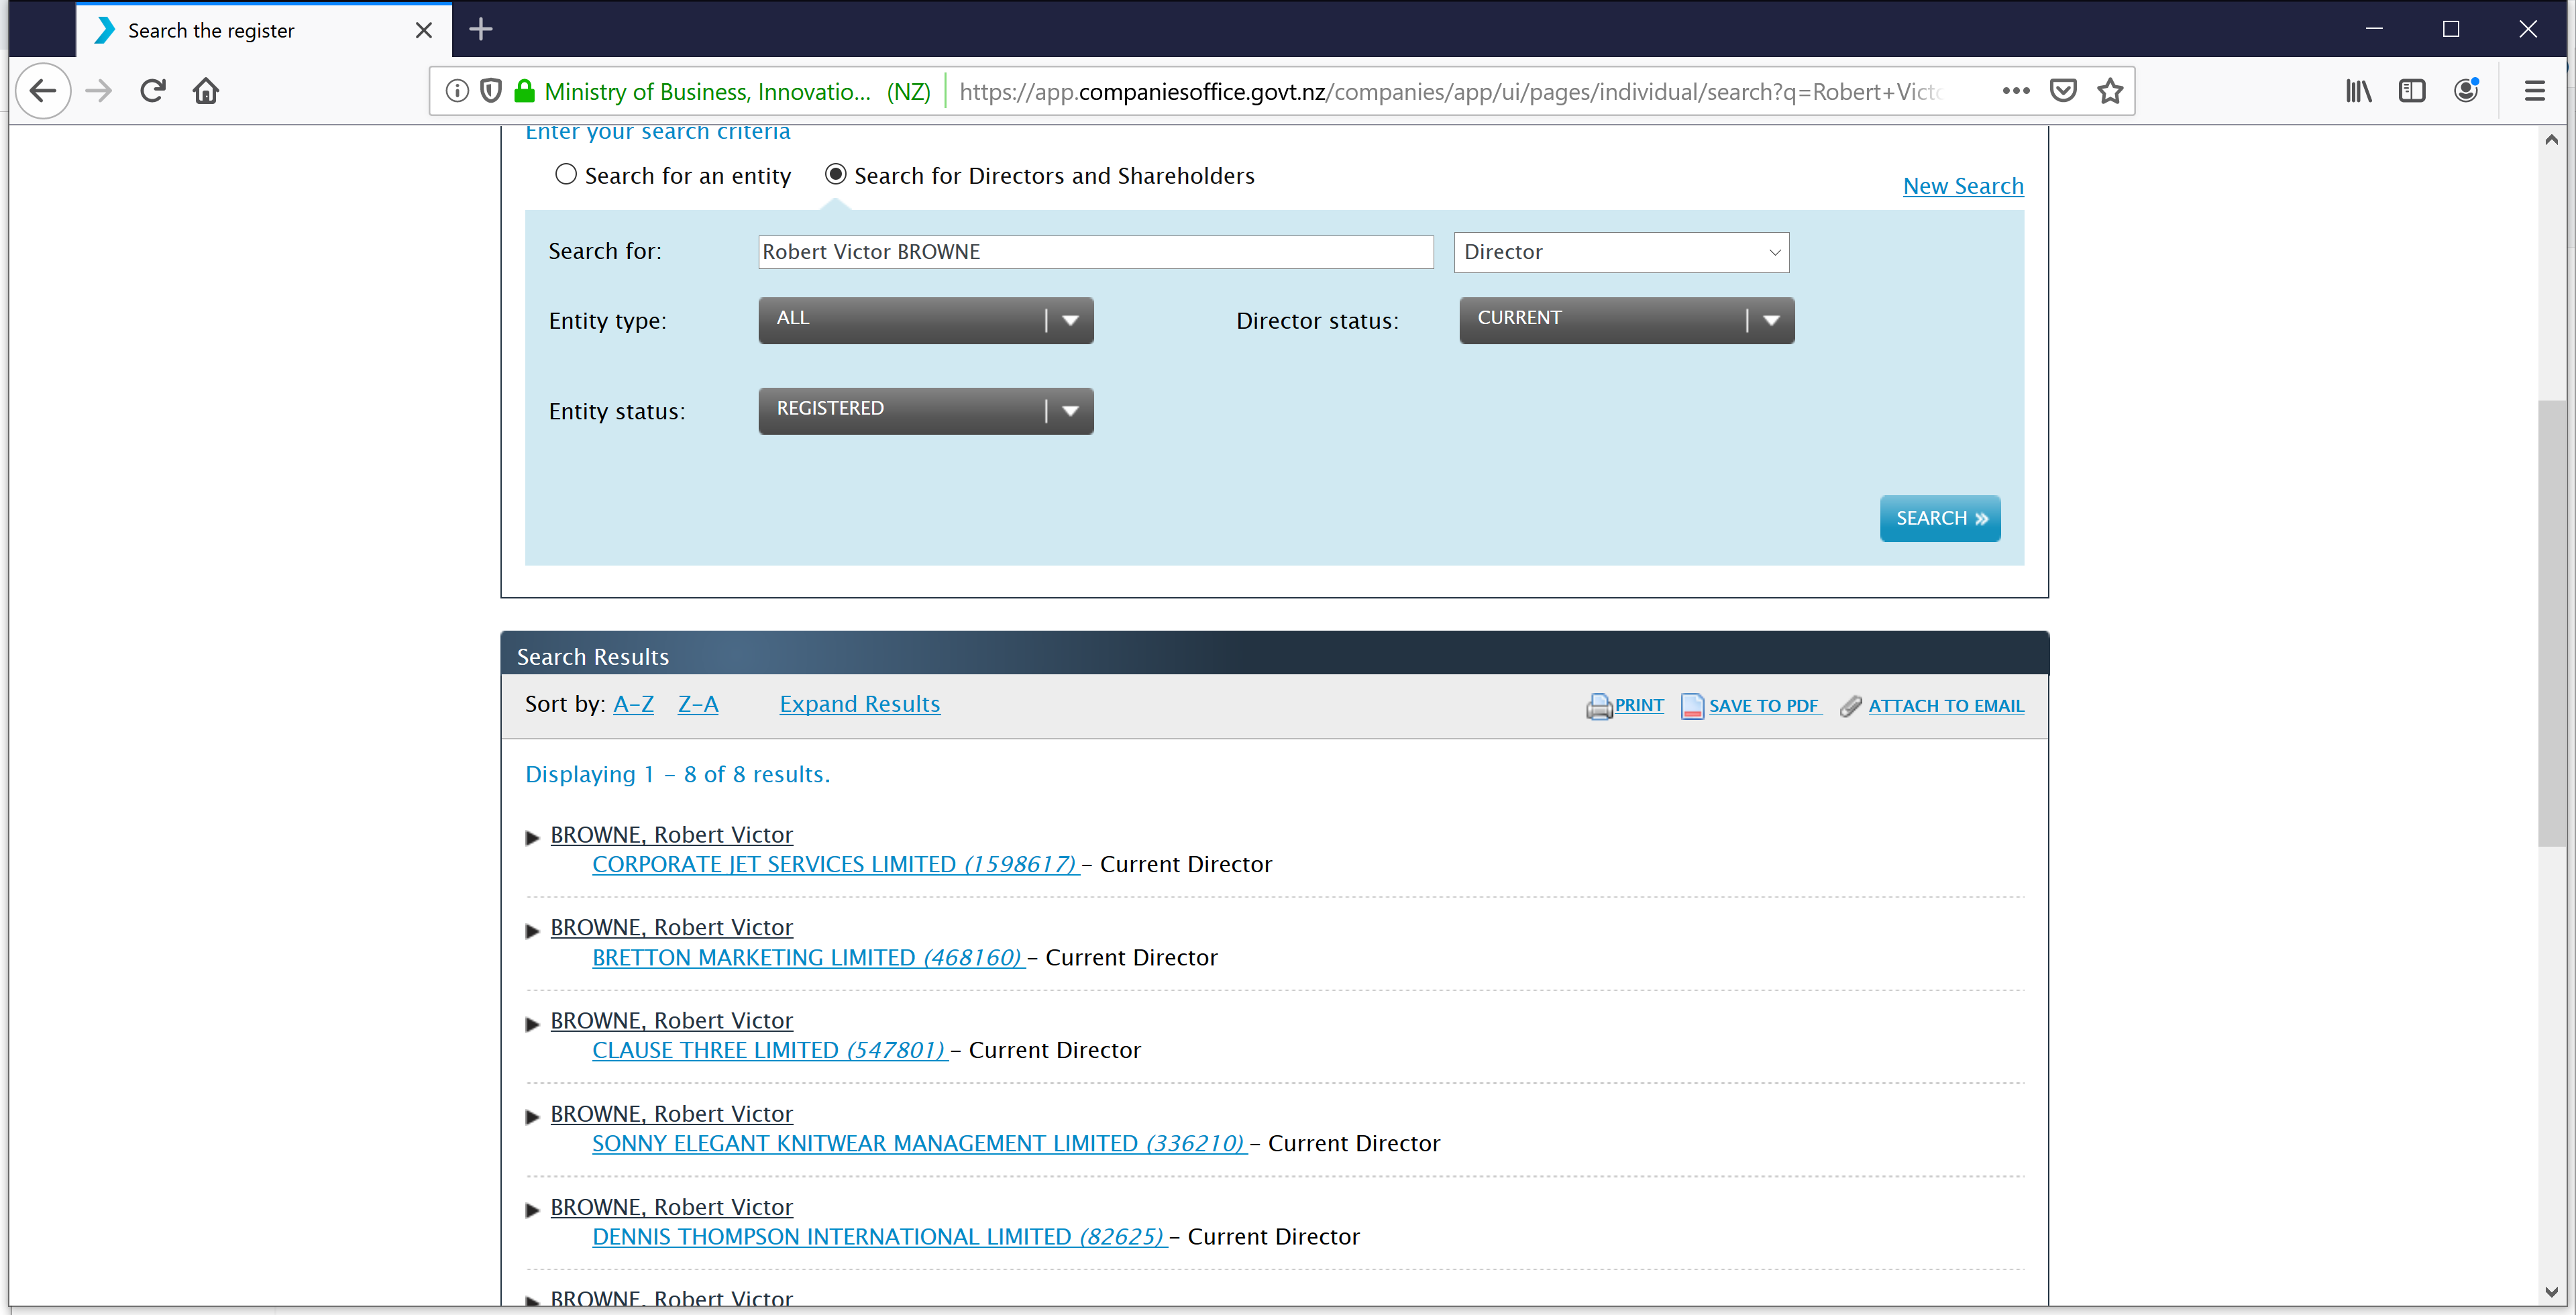 Search the register
Ministry of Business, Innovatio... (NZ) https://app.companiesoffice.govt.nz/companies/app/ui/pages/individual/search?q=Robert+Victo
Enter your search criteria
Search for an entity Search for Directors and Shareholders
New Search
Search for: Robert Victor BROWNE Director
Entity type: ALL Director status: CURRENT
Entity status: REGISTERED
SEARCH »
Search Results
Sort by: A-Z Z-A Expand Results PRINT SAVE TO PDF ATTACH TO EMAIL
Displaying 1 - 8 of 8 results.
BROWNE, Robert Victor
CORPORATE JET SERVICES LIMITED (1598617) - Current Director
BROWNE, Robert Victor
BRETTON MARKETING LIMITED (468160) - Current Director
BROWNE, Robert Victor
CLAUSE THREE LIMITED (547801) - Current Director
BROWNE, Robert Victor
SONNY ELEGANT KNITWEAR MANAGEMENT LIMITED (336210) - Current Director
BROWNE, Robert Victor
DENNIS THOMPSON INTERNATIONAL LIMITED (82625) - Current Director
BROWNE, Robert Victor